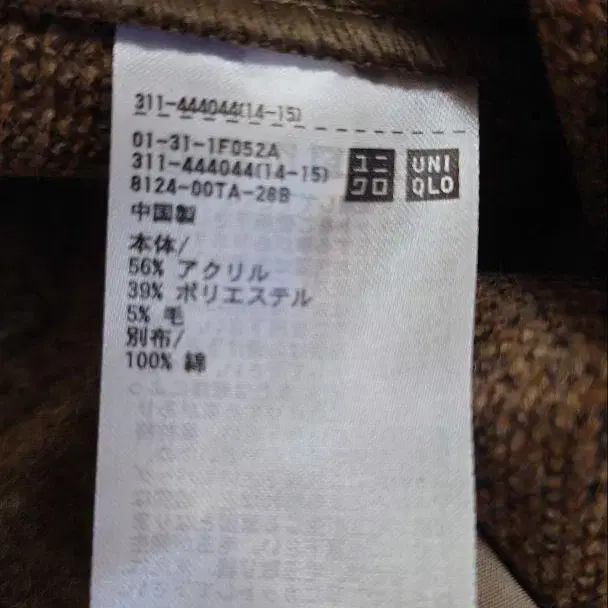 311-444044(14-15)
01-31-1F052A
311-444044(14-15)
8124-00TA-28B
ユニ
クロ
UNI
QLO
中国製
本体/
56% アクリル
39% ポリエステル
5% 毛
別布/
100% 綿